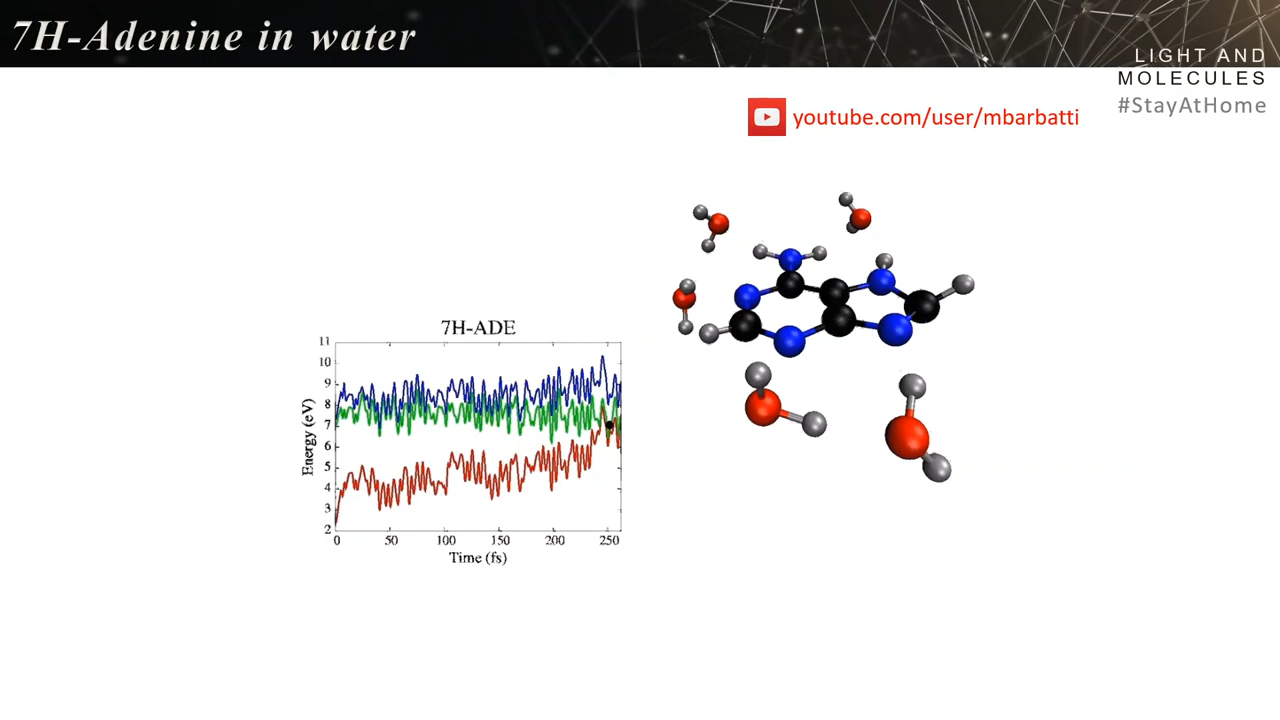 7H-Adenine in water
LIGHT AND
MOLECULES
#StayAtHome
youtube.com/user/mbarbatti
7H-ADE
11
10
9
8
7
6
5
4
3
2
Energy (eV)
0 50 100 150 200 250
Time (fs)